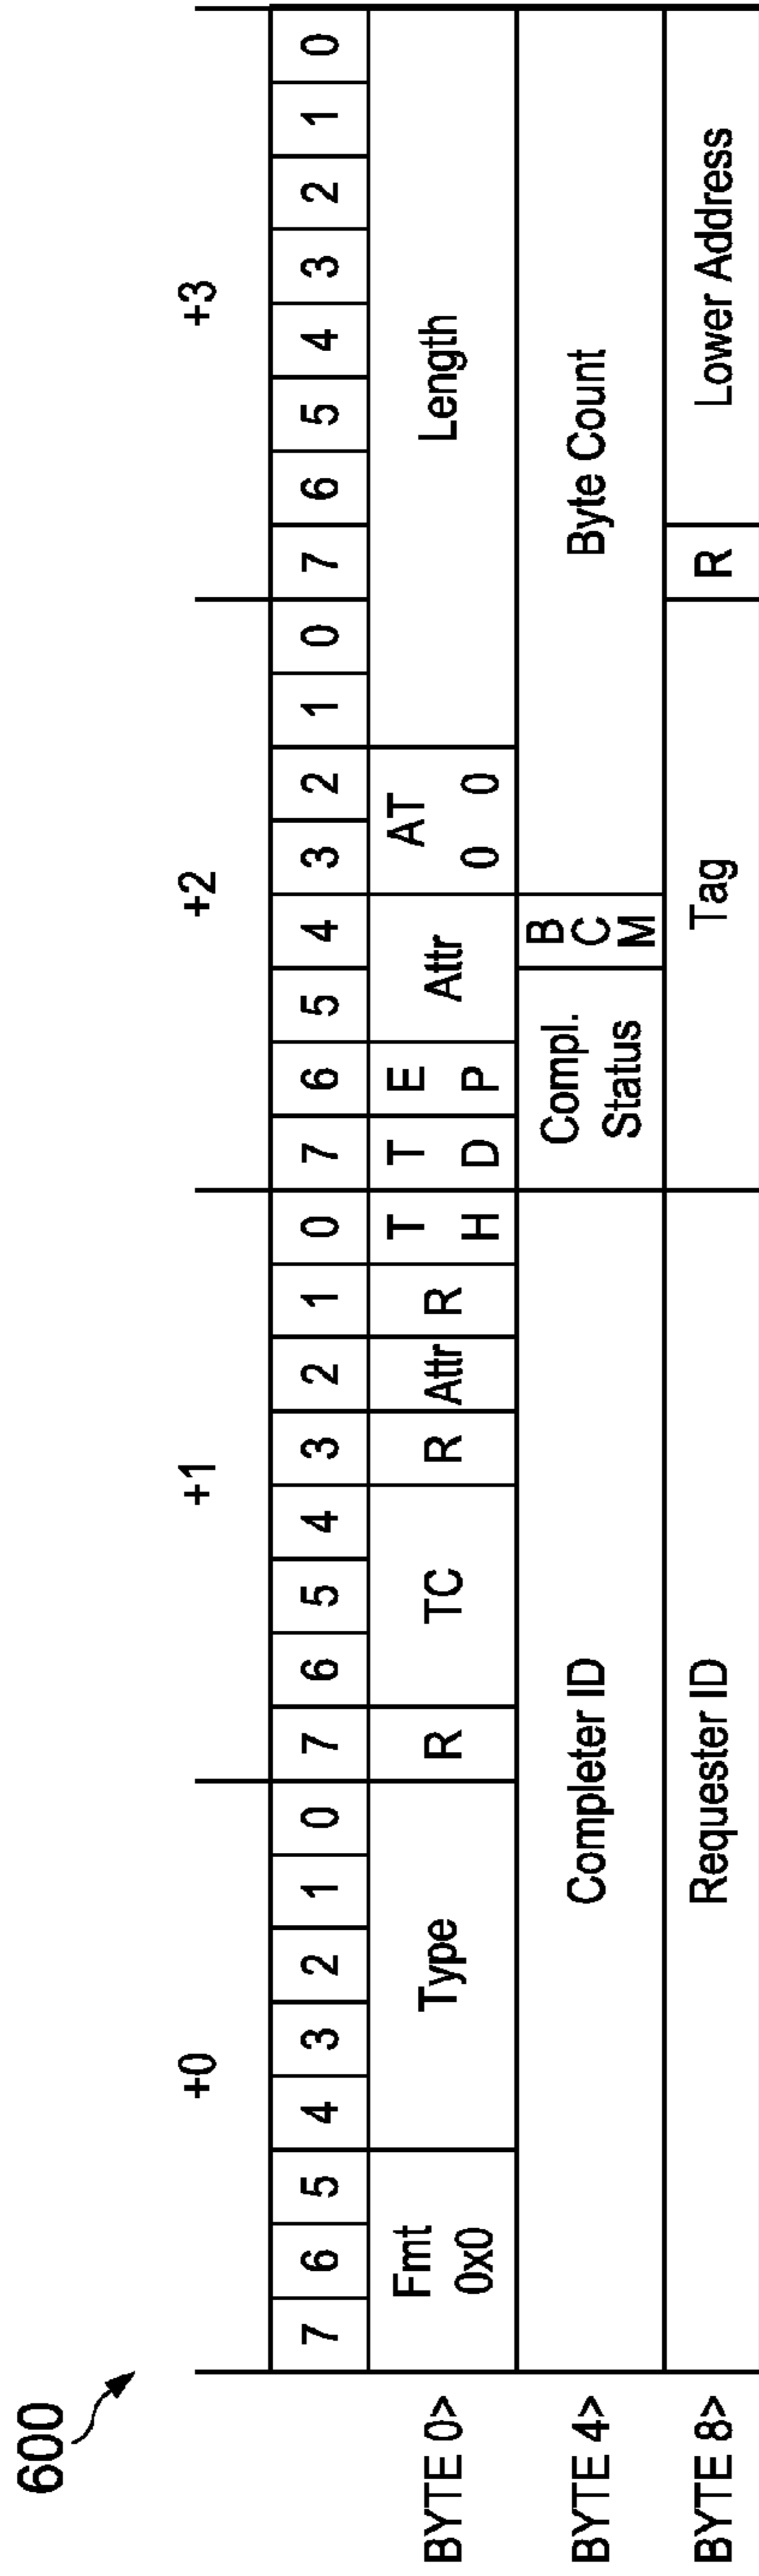 600
+0 +1 +2 +3
7 6 5 4 3 2 1 0 7 6 5 4 3 2 1 0 7 6 5 4 3 2 1 0 7 6 5 4 3 2 1 0
BYTE 0> Fmt 0x0 Type R TC R Attr R T H T D E P Attr AT 0 0 Length
BYTE 4> Completer ID Compl. Status B C M Byte Count
BYTE 8> Requester ID Tag R Lower Address